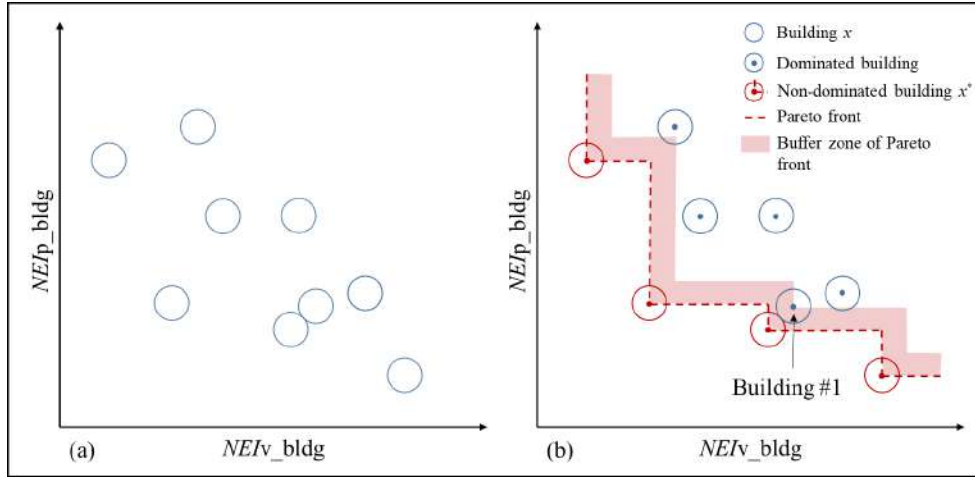 NEIp_bldg
(a)
NEIv_bldg
Building x
Dominated building
Non-dominated building x*
Pareto front
Buffer zone of Pareto
front
NEIp_bldg
Building #1
(b)
NEIv_bldg